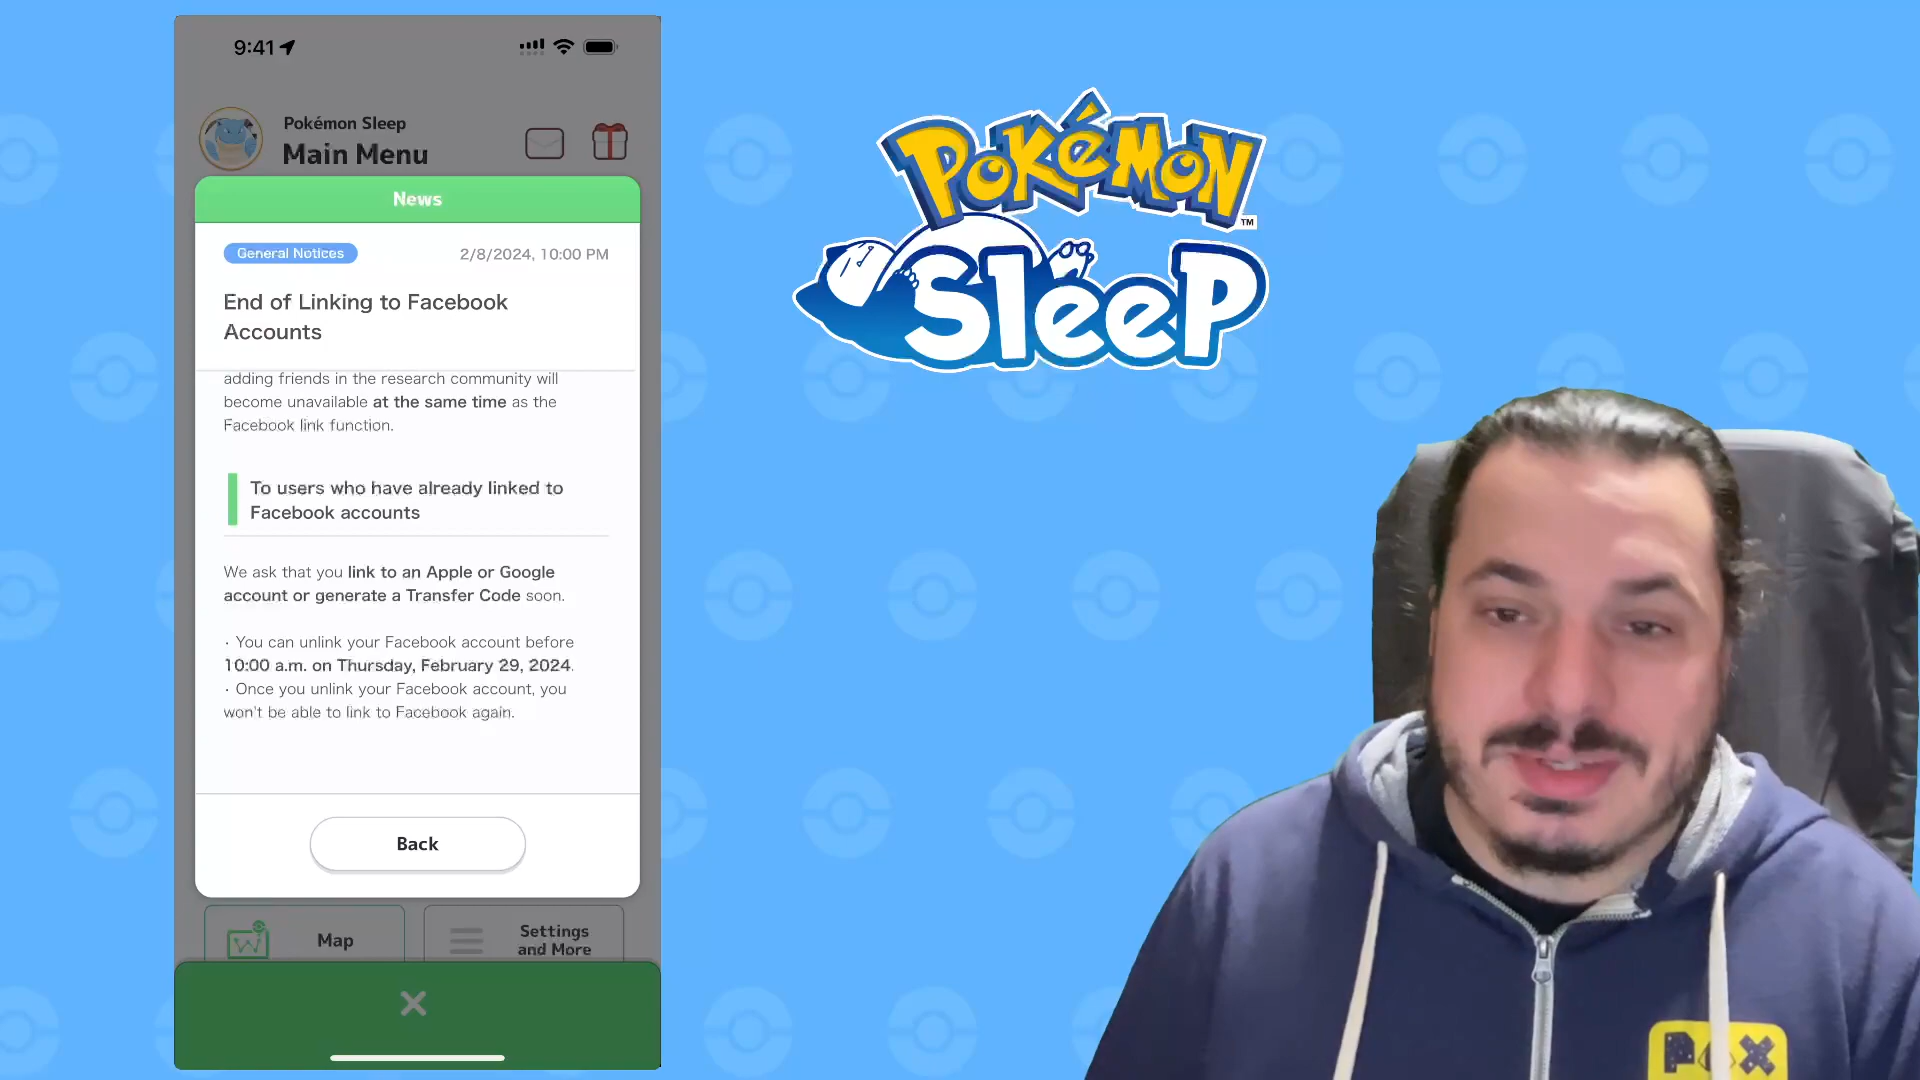 9:41
Pokémon Sleep
Main Menu
News
General Notices
2/8/2024, 10:00 PM
End of Linking to Facebook
Accounts
adding friends in the research community will
become unavailable at the same time as the
Facebook link function.
To users who have already linked to
Facebook accounts
We ask that you link to an Apple or Google
account or generate a Transfer Code soon.
· You can unlink your Facebook account before
10:00 a.m. on Thursday, February 29, 2024.
· Once you unlink your Facebook account, you
won't be able to link to Facebook again.
Back
Map
Settings
and More
POKéMON
TM
Sleep